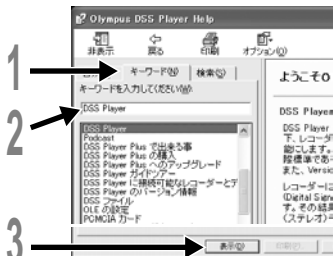 Olympus DSS Player Help
非表示 戻る 印刷 オプション(O)
キーワード(N) 検索(S)
キーワードを入力してください(W):
DSS Player
DSS Player
Podcast
DSS Player Plus で出来る事
DSS Player Plus の購入
DSS Player Plus へのアップグレード
DSS Player ガイドツアー
DSS Player に接続可能なレコーダーとデ
DSS Player のバージョン情報
DSS ファイル
OLE の設定
PCMCIA カード
表示(D) 印刷(P)
ようこそ
DSS Player
DSS Player
下、レコーダ
能にします。
際標準であ
また、Versio
レコーダーに
(Digital Sign
す。その結果
(ステレオ)
1
2
3